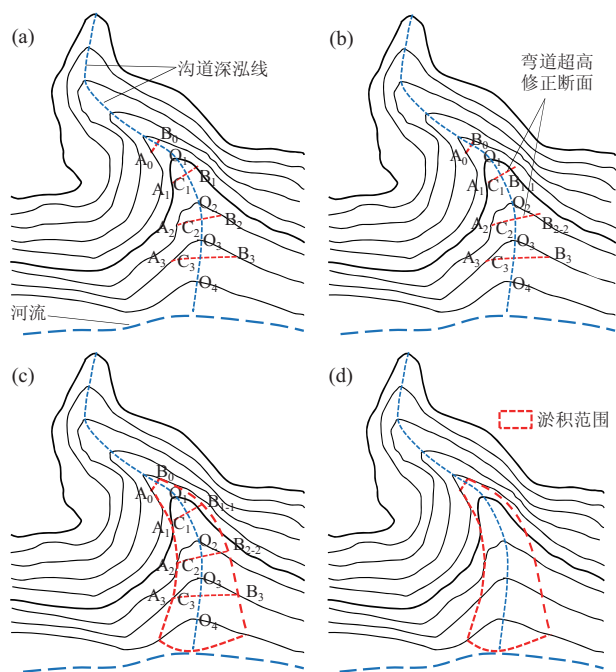 (a)
沟道深泓线
B₀
A₀
O₁
A₁
C₁
B₁
O₂
A₂
C₂
B₂
O₃
A₃
C₃
B₃
O₄
河流
(b)
弯道超高
修正断面
B₀
A₀
O₁
A₁
C₁
B₁₋₁
O₂
A₂
C₂
B₂₋₂
O₃
A₃
C₃
B₃
O₄
(c)
B₀
A₀
O₁
B₁₋₁
A₁
C₁
O₂
B₂₋₂
A₂
C₂
O₃
A₃
C₃
B₃
O₄
(d)
淤积范围